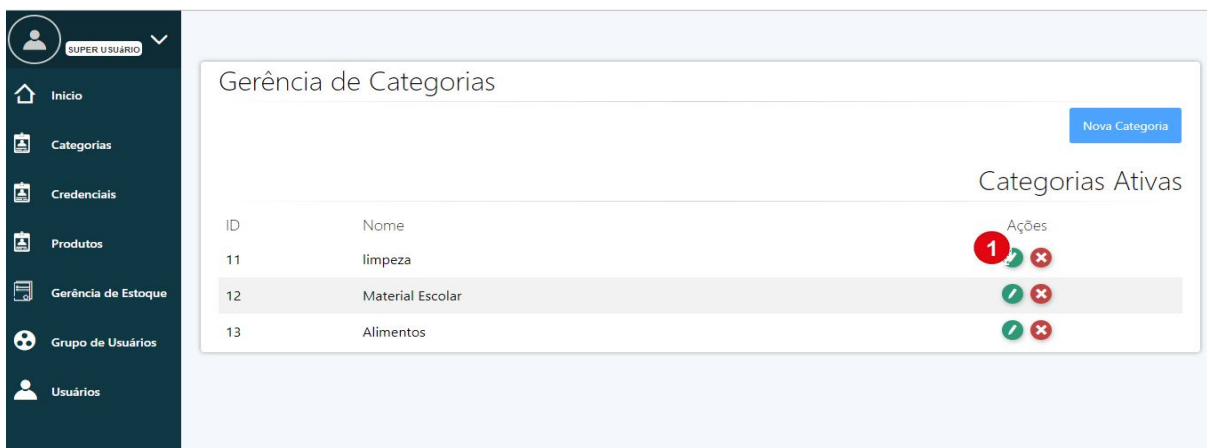 SUPER USUáRIO
Inicio
Categorias
Credenciais
Produtos
Gerência de Estoque
Grupo de Usuários
Usuários
Gerência de Categorias
Nova Categoria
Categorias Ativas
ID Nome Ações
1
11 limpeza
12 Material Escolar
13 Alimentos